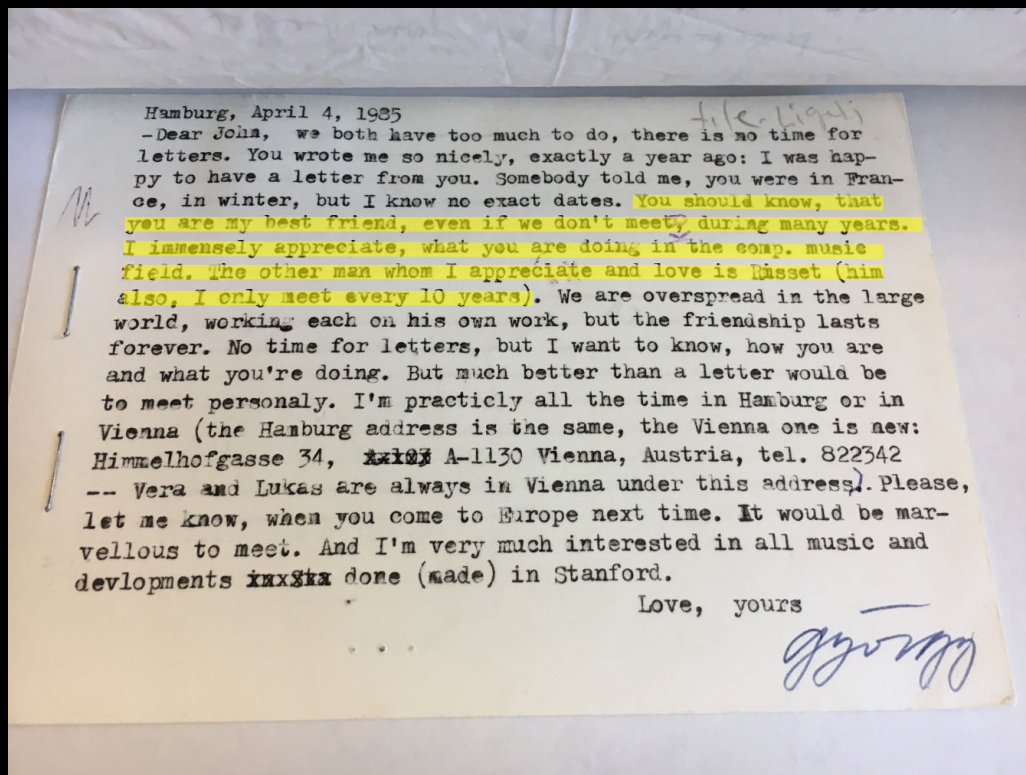 file-Ligeti
Hamburg, April 4, 1985
-Dear John, we both have too much to do, there is no time for
letters. You wrote me so nicely, exactly a year ago: I was hap-
py to have a letter from you. Somebody told me, you were in Fran-
ce, in winter, but I know no exact dates. You should know, that
you are my best friend, even if we don't meet, during many years.
I immensely appreciate, what you are doing in the comp. music
field. The other man whom I appreciate and love is Risset (him
also, I only meet every 10 years). We are overspread in the large
world, working each on his own work, but the friendship lasts
forever. No time for letters, but I want to know, how you are
and what you're doing. But much better than a letter would be
to meet personaly. I'm practicly all the time in Hamburg or in
Vienna (the Hamburg address is the same, the Vienna one is new:
Himmelhofgasse 34, A-1130 Vienna, Austria, tel. 822342
-- Vera and Lukas are always in Vienna under this address). Please,
let me know, when you come to Europe next time. It would be mar-
vellous to meet. And I'm very much interested in all music and
devlopments done (made) in Stanford.
Love, yours
György